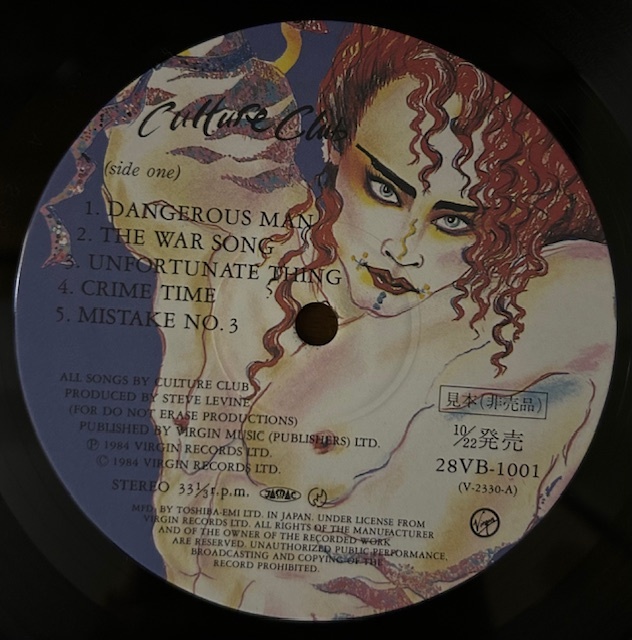 Culture Club
(side one)
1. DANGEROUS MAN
2. THE WAR SONG
3. UNFORTUNATE THING
4. CRIME TIME
5. MISTAKE NO. 3
ALL SONGS BY CULTURE CLUB
PRODUCED BY STEVE LEVINE
(FOR DO NOT ERASE PRODUCTIONS)
PUBLISHED BY VIRGIN MUSIC (PUBLISHERS) LTD.
℗ 1984 VIRGIN RECORDS LTD.
© 1984 VIRGIN RECORDS LTD.
見本(非売品)
10/22発売
28VB-1001
(V-2330-A)
STEREO 33⅓r.p.m. JASRAC
Virgin
MFD. BY TOSHIBA-EMI LTD. IN JAPAN. UNDER LICENSE FROM
VIRGIN RECORDS LTD. ALL RIGHTS OF THE MANUFACTURER
AND OF THE OWNER OF THE RECORDED WORK
ARE RESERVED. UNAUTHORIZED PUBLIC PERFORMANCE,
BROADCASTING AND COPYING OF THE
RECORD PROHIBITED.